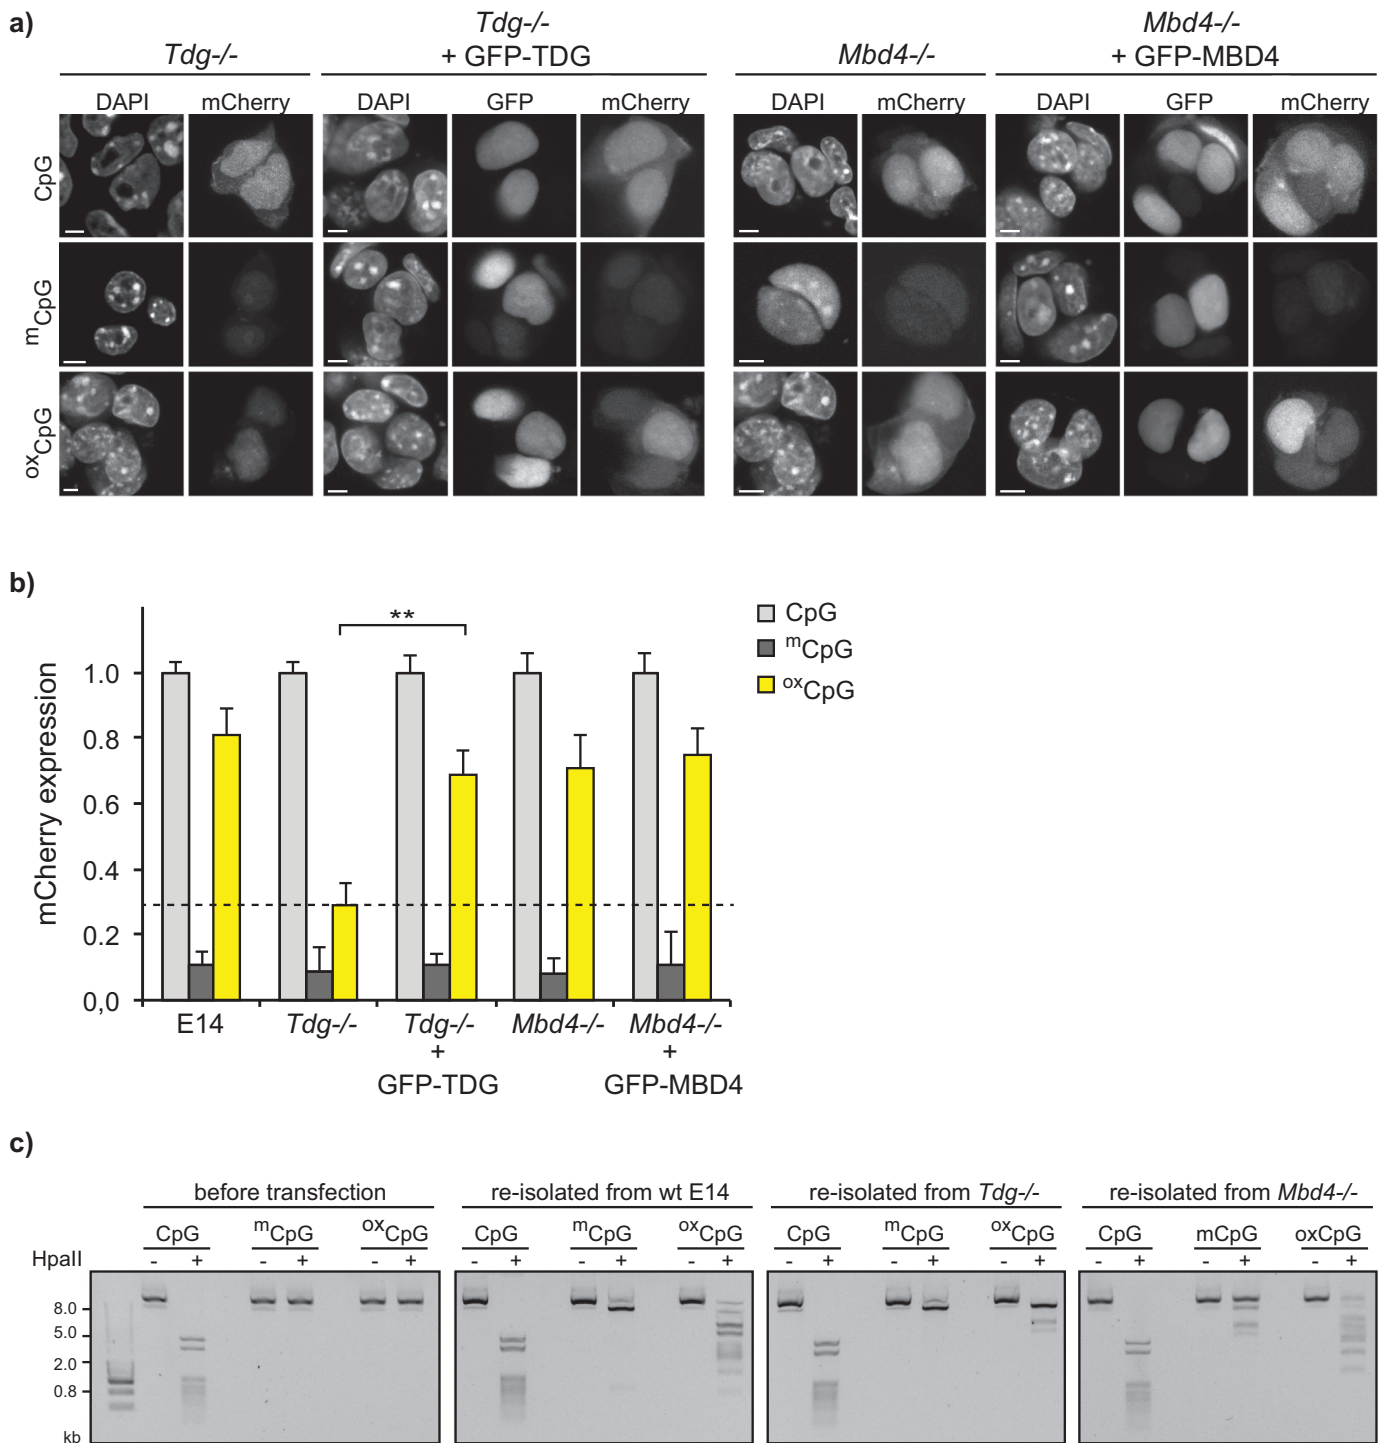 a)
Tdg-/-
Tdg-/-
+ GFP-TDG
Mbd4-/-
Mbd4-/-
+ GFP-MBD4
DAPI mCherry DAPI GFP mCherry DAPI mCherry DAPI GFP mCherry
CpG
mCpG
oxCpG
b)
mCherry expression
1.0
0.8
0.6
0.4
0.2
0,0
**
CpG
mCpG
oxCpG
E14 Tdg-/- Tdg-/- Mbd4-/- Mbd4-/-
+ +
GFP-TDG GFP-MBD4
c)
before transfection re-isolated from wt E14 re-isolated from Tdg-/- re-isolated from Mbd4-/-
CpG mCpG oxCpG CpG mCpG oxCpG CpG mCpG oxCpG CpG mCpG oxCpG
HpaII - + - + - + - + - + - + - + - + - + - + - + - +
8.0
5.0
2.0
0.8
kb